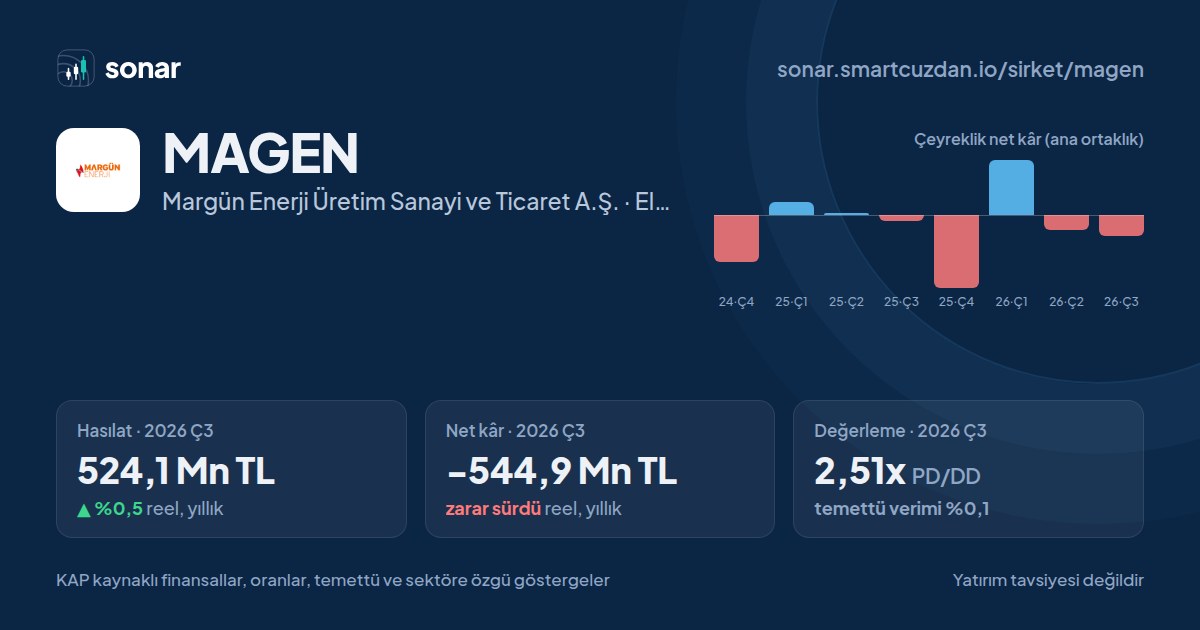 sonar
sonar.smartcuzdan.io/sirket/magen
MARGÜN
ENERJİ
MAGEN
Margün Enerji Üretim Sanayi ve Ticaret A.Ş. · El...
Çeyreklik net kâr (ana ortaklık)
24·Ç4 25·Ç1 25·Ç2 25·Ç3 25·Ç4 26·Ç1 26·Ç2 26·Ç3
Hasılat · 2026 Ç3
524,1 Mn TL
▲ %0,5 reel, yıllık
Net kâr · 2026 Ç3
-544,9 Mn TL
zarar sürdü reel, yıllık
Değerleme · 2026 Ç3
2,51x PD/DD
temettü verimi %0,1
KAP kaynaklı finansallar, oranlar, temettü ve sektöre özgü göstergeler
Yatırım tavsiyesi değildir